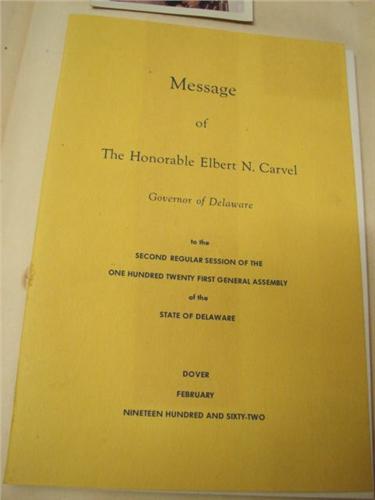 Message
of
The Honorable Elbert N. Carvel
Governor of Delaware
to the
SECOND REGULAR SESSION OF THE
ONE HUNDRED TWENTY FIRST GENERAL ASSEMBLY
of the
STATE OF DELAWARE
DOVER
FEBRUARY
NINETEEN HUNDRED AND SIXTY-TWO